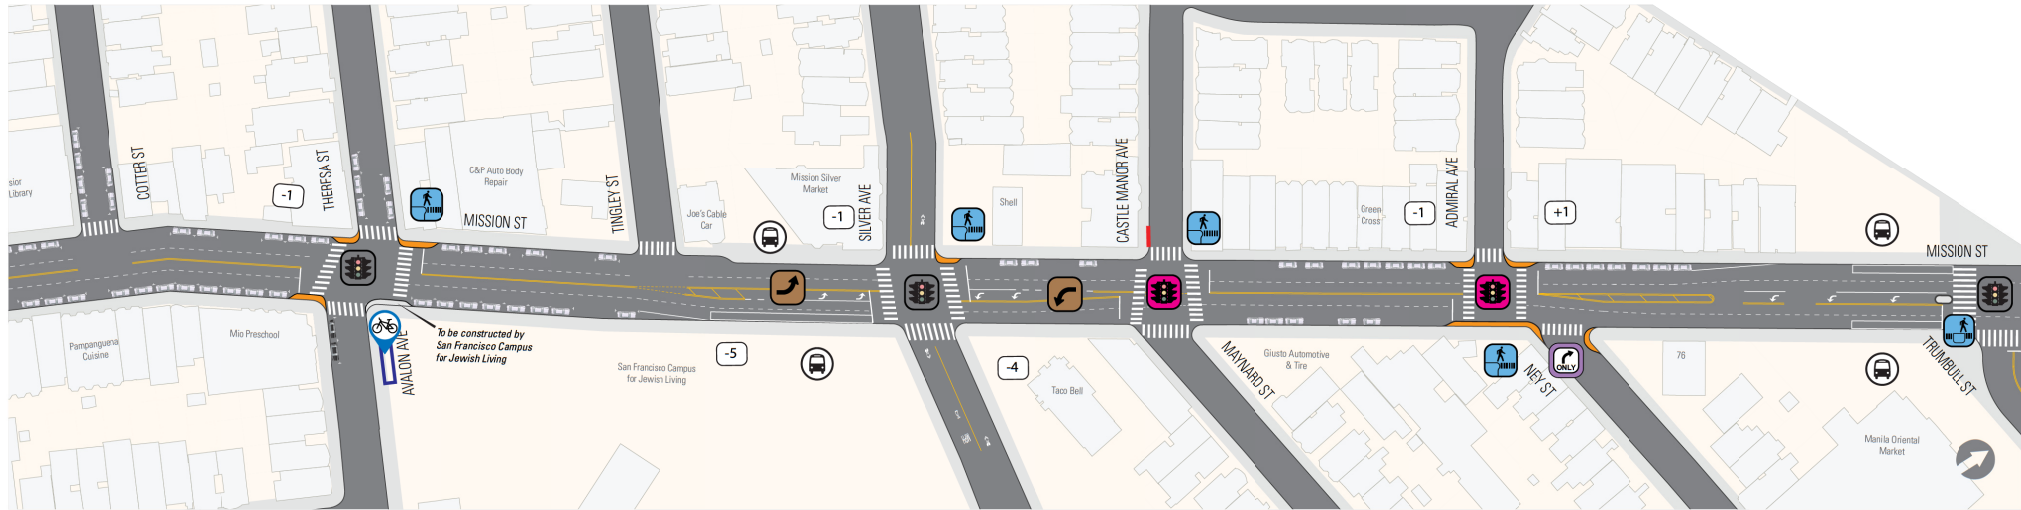 sior
Library
COTTER ST
-1
THERESA ST
C&P Auto Body
Repair
MISSION ST
TINGLEY ST
Joe's Cable
Car
Mission Silver
Market
-1
SILVER AVE
Shell
CASTLE MANOR AVE
Green
Cross
-1
ADMIRAL AVE
+1
MISSION ST
Mio Preschool
Pampanguena
Cuisine
AVALON AVE
To be constructed by
San Francisco Campus
for Jewish Living
San Francisco Campus
for Jewish Living
-5
-4
Taco Bell
MAYNARD ST
Giusto Automotive
& Tire
NEY ST
ONLY
76
TRUMBULL ST
Manila Oriental
Market